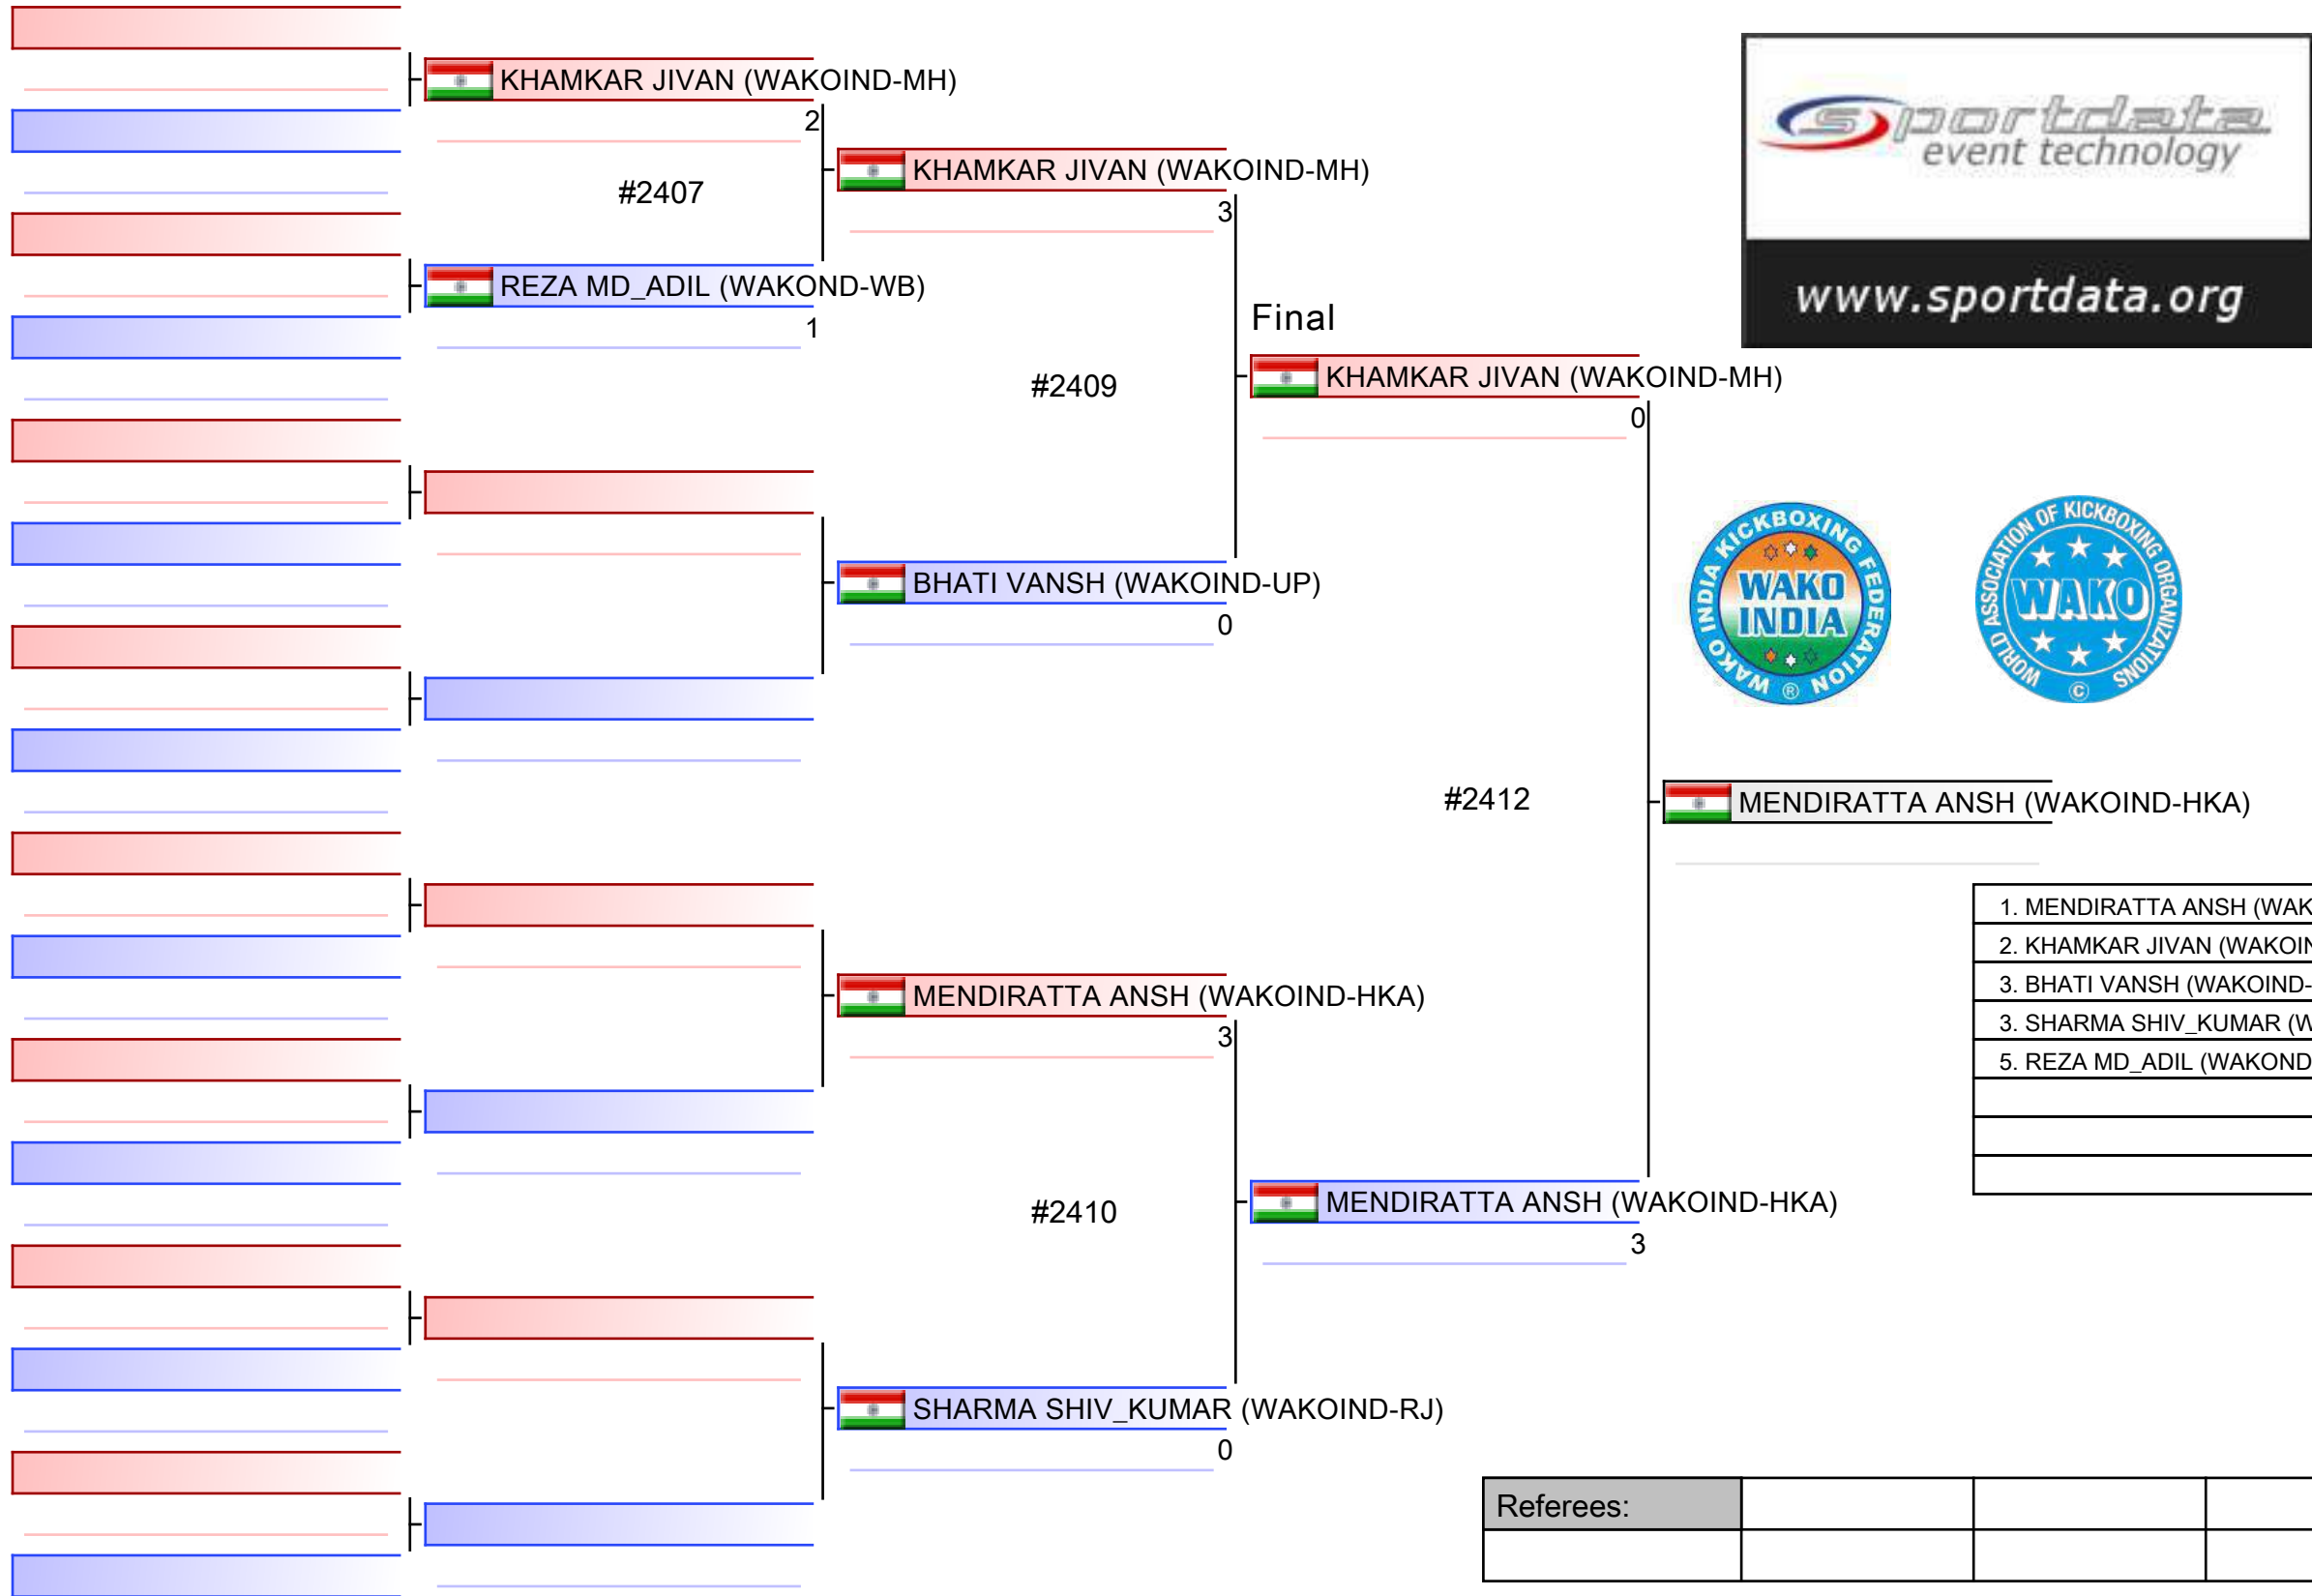 KHAMKAR JIVAN (WAKOIND-MH)
2
#2407
REZA MD_ADIL (WAKOND-WB)
1
KHAMKAR JIVAN (WAKOIND-MH)
3
#2409
BHATI VANSH (WAKOIND-UP)
0
MENDIRATTA ANSH (WAKOIND-HKA)
3
#2410
SHARMA SHIV_KUMAR (WAKOIND-RJ)
0
Final
KHAMKAR JIVAN (WAKOIND-MH)
0
#2412
MENDIRATTA ANSH (WAKOIND-HKA)
3
MENDIRATTA ANSH (WAKOIND-HKA)
sportdata
event technology
www.sportdata.org
WAKO INDIA KICKBOXING FEDERATION ®
WAKO
INDIA
WORLD ASSOCIATION OF KICKBOXING ORGANIZATIONS ©
WAKO
1. MENDIRATTA ANSH (WAK
2. KHAMKAR JIVAN (WAKOIN
3. BHATI VANSH (WAKOIND-
3. SHARMA SHIV_KUMAR (W
5. REZA MD_ADIL (WAKOND
Referees: